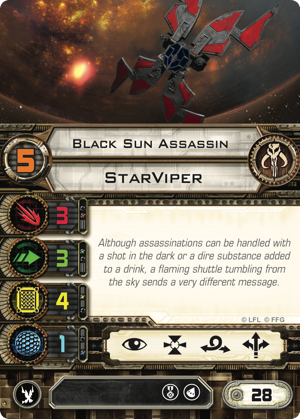 Black Sun Assassin
5
StarViper
3
3
Although assassinations can be handled
with a shot in the dark or a dire substance added
to a drink, a flaming shuttle tumbling from
the sky sends a very different message.
4
© LFL © FFG
1
28